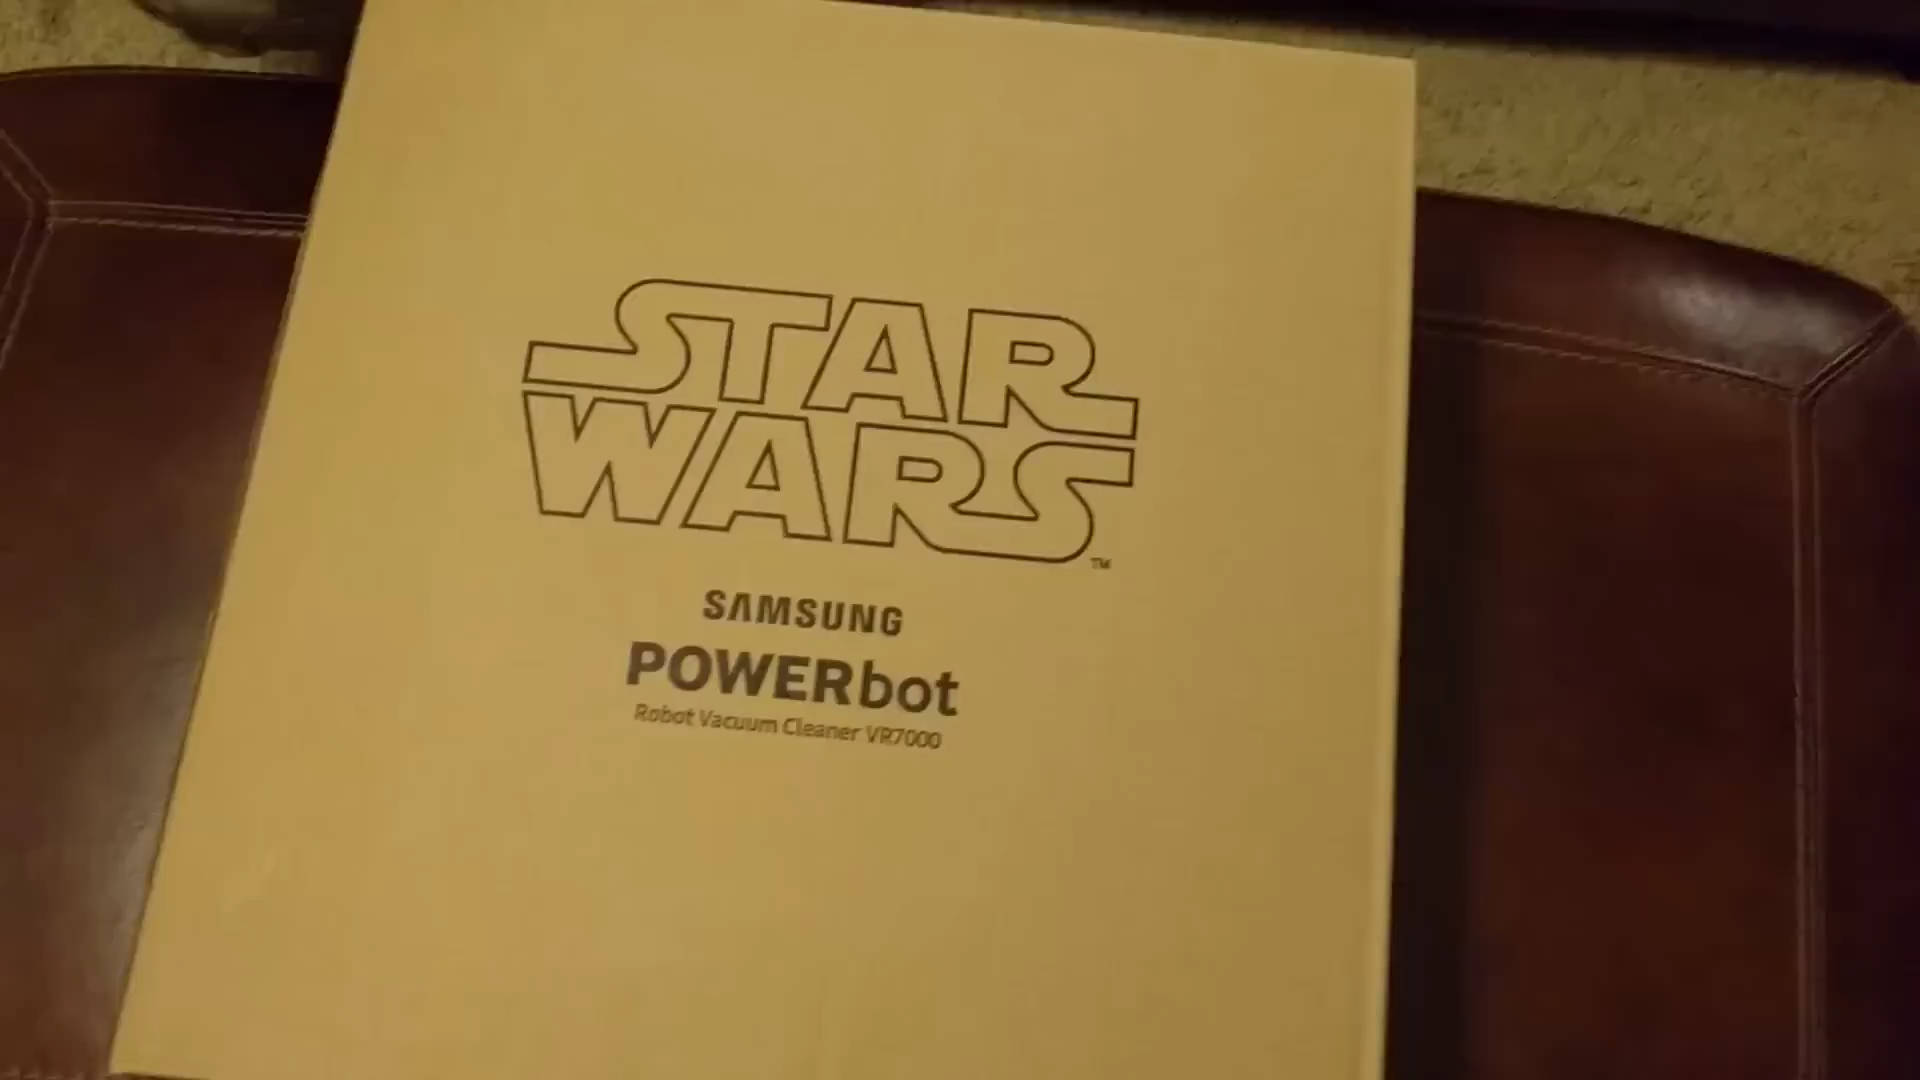 STAR
WARS
TM
SAMSUNG
POWERbot
Robot Vacuum Cleaner VR7000